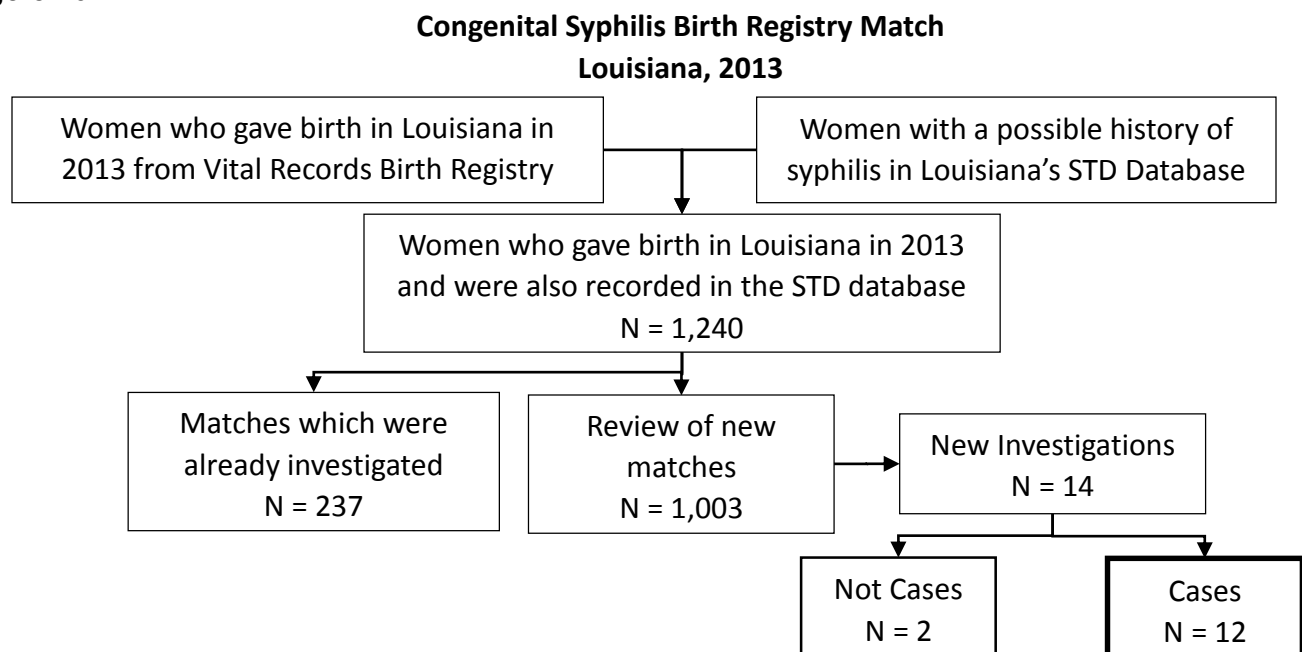 Congenital Syphilis Birth Registry Match
Louisiana, 2013
Women who gave birth in Louisiana in
2013 from Vital Records Birth Registry
Women with a possible history of
syphilis in Louisiana’s STD Database
Women who gave birth in Louisiana in 2013
and were also recorded in the STD database
N = 1,240
Matches which were
already investigated
N = 237
Review of new
matches
N = 1,003
New Investigations
N = 14
Not Cases
N = 2
Cases
N = 12